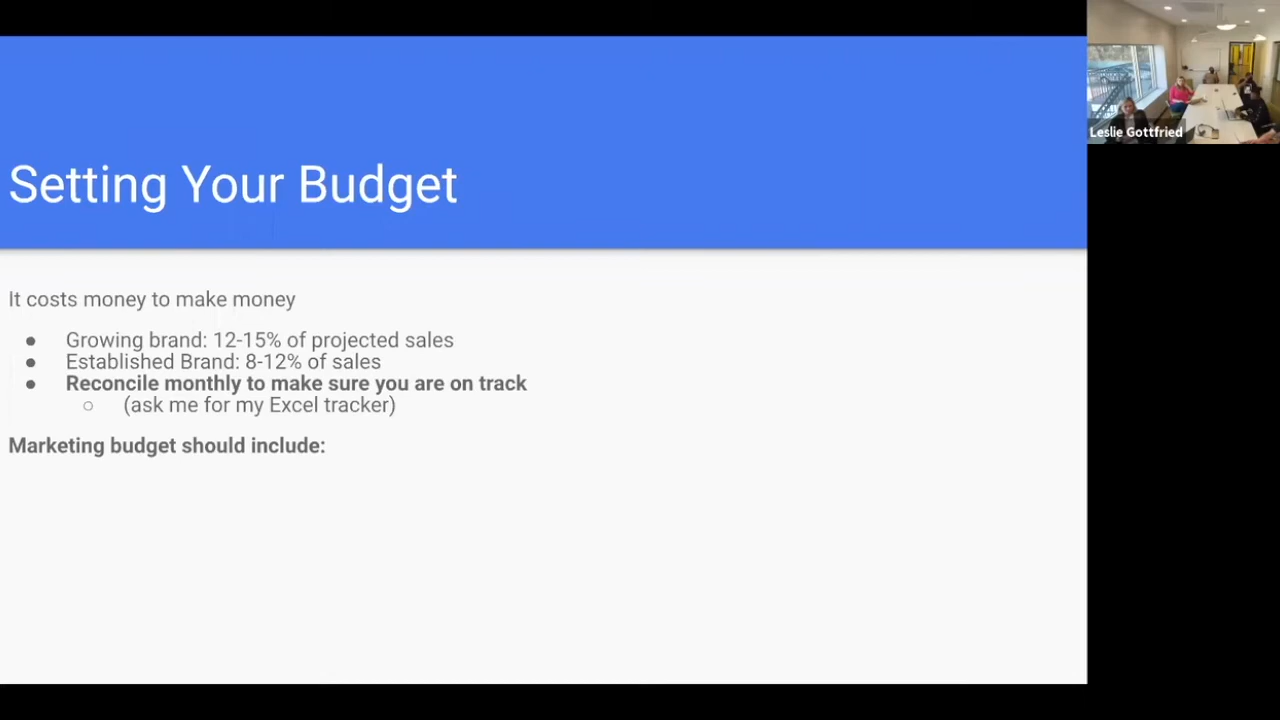 Setting Your Budget
It costs money to make money
● Growing brand: 12-15% of projected sales
● Established Brand: 8-12% of sales
● Reconcile monthly to make sure you are on track
○ (ask me for my Excel tracker)
Marketing budget should include:
Leslie Gottfried